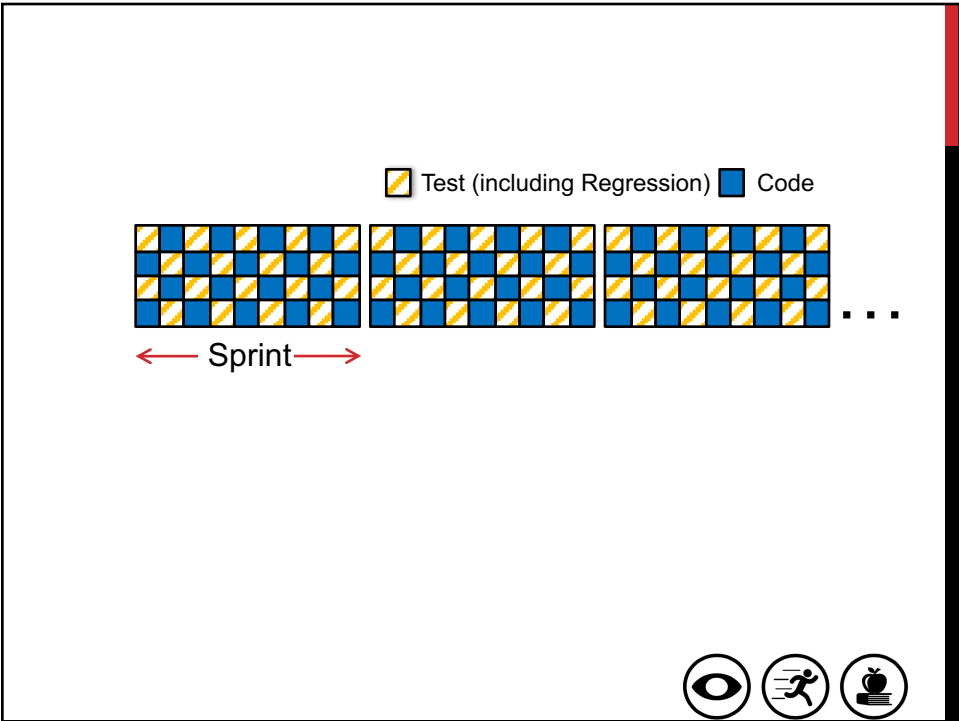 Test (including Regression) Code
. . .
Sprint